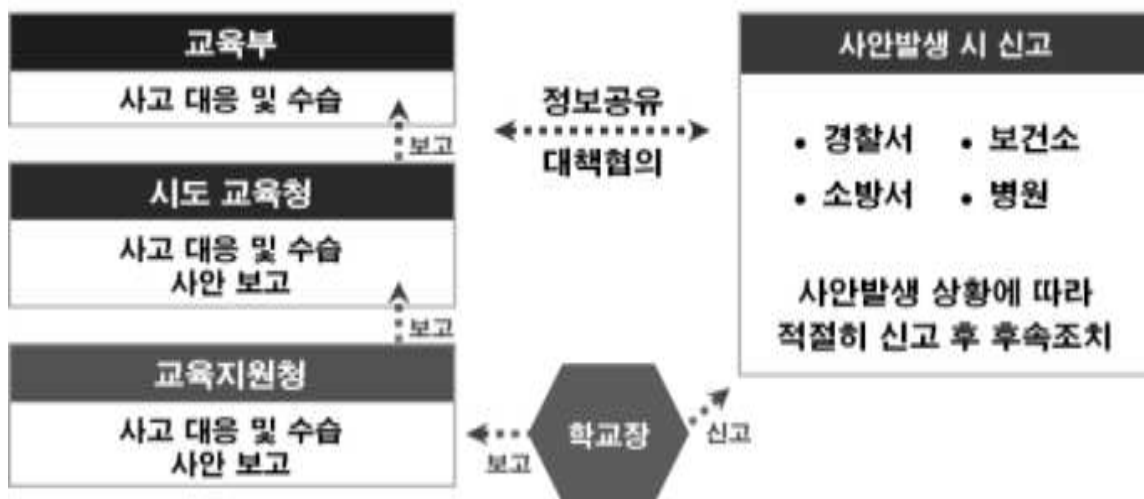 교육부
사고 대응 및 수습
보고
시도 교육청
사고 대응 및 수습
사안 보고
보고
교육지원청
사고 대응 및 수습
사안 보고
정보공유
대책협의
보고
학교장
신고
사안발생 시 신고
• 경찰서 • 보건소
• 소방서 • 병원
사안발생 상황에 따라
적절히 신고 후 후속조치